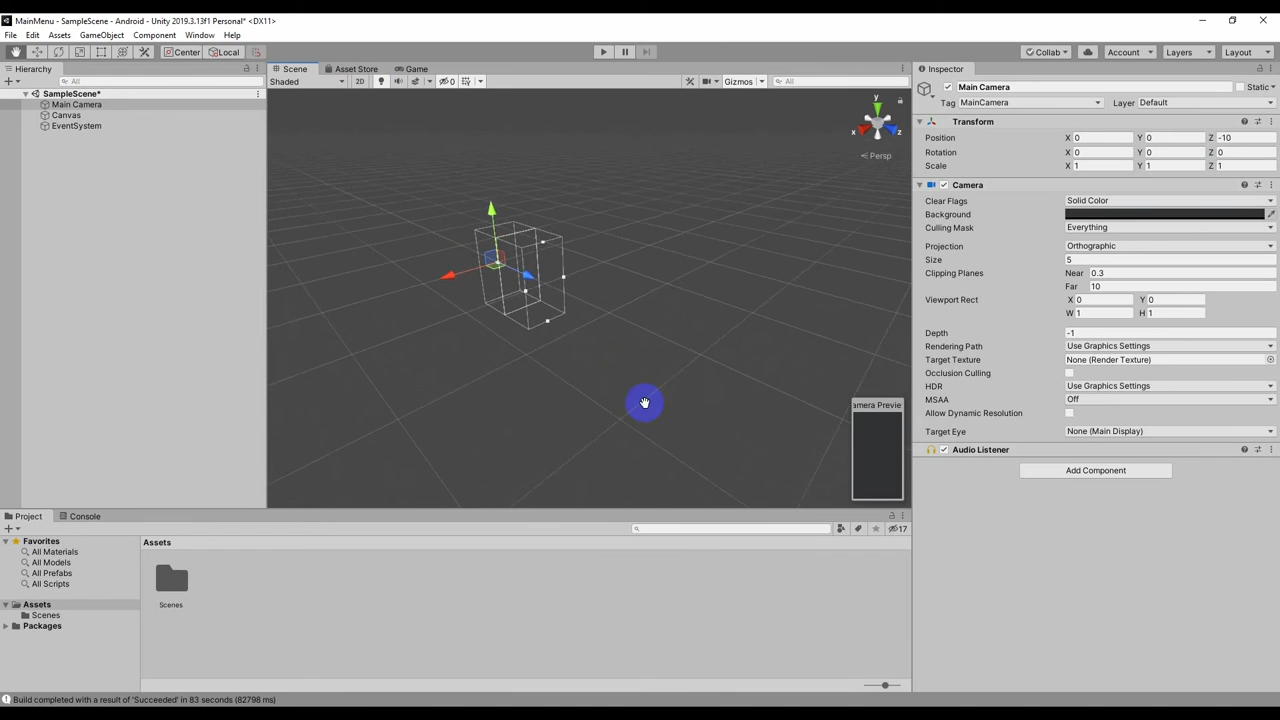 MainMenu - SampleScene - Android - Unity 2019.3.13f1 Personal* <DX11>
File Edit Assets GameObject Component Window Help
Center Local Collab Account Layers Layout
Hierarchy
All
SampleScene*
Main Camera
Canvas
EventSystem
Scene Asset Store Game
Shaded 2D 0 Gizmos All
y
x
z
Persp
amera Previe
Inspector
Main Camera Static
Tag MainCamera Layer Default
Transform
Position X 0 Y 0 Z -10
Rotation X 0 Y 0 Z 0
Scale X 1 Y 1 Z 1
Camera
Clear Flags Solid Color
Background
Culling Mask Everything
Projection Orthographic
Size 5
Clipping Planes Near 0.3
Far 10
Viewport Rect X 0 Y 0
W 1 H 1
Depth -1
Rendering Path Use Graphics Settings
Target Texture None (Render Texture)
Occlusion Culling
HDR Use Graphics Settings
MSAA Off
Allow Dynamic Resolution
Target Eye None (Main Display)
Audio Listener
Add Component
Project Console
17
Favorites
All Materials
All Models
All Prefabs
All Scripts
Assets
Scenes
Packages
Assets
Scenes
Build completed with a result of 'Succeeded' in 83 seconds (82798 ms)